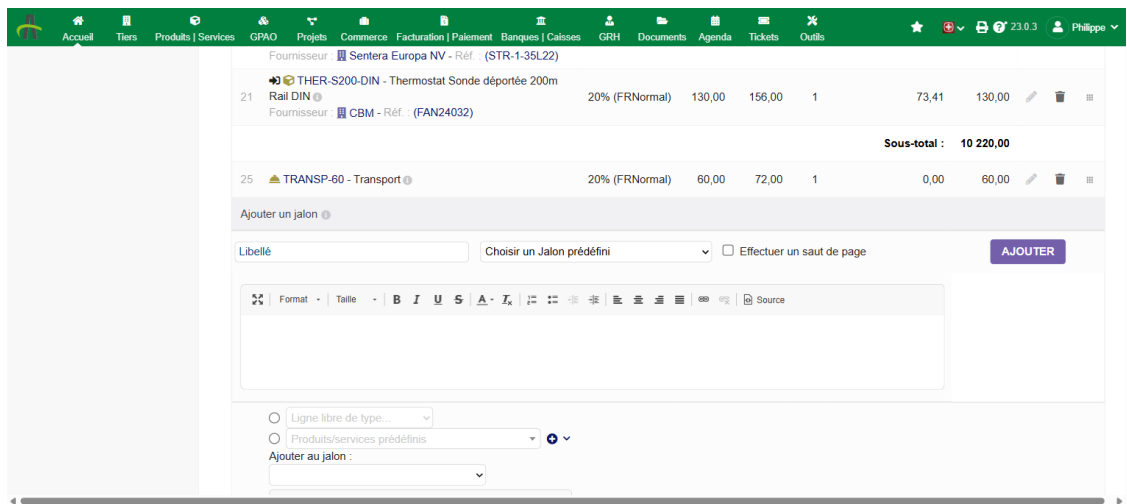 Accueil Tiers Produits | Services GPAO Projets Commerce Facturation | Paiement Banques | Caisses GRH Documents Agenda Tickets Outils 23.0.3 Philippe
Fournisseur : Sentera Europa NV - Réf. : (STR-1-35L22)
21 THER-S200-DIN - Thermostat Sonde déportée 200m
Rail DIN 20% (FRNormal) 130,00 156,00 1 73,41 130,00
Fournisseur : CBM - Réf. : (FAN24032)
Sous-total : 10 220,00
25 TRANSP-60 - Transport 20% (FRNormal) 60,00 72,00 1 0,00 60,00
Ajouter un jalon
Libellé Choisir un Jalon prédéfini Effectuer un saut de page AJOUTER
Format Taille B I U S A Ix Source
Ligne libre de type...
Produits/services prédéfinis
Ajouter au jalon :